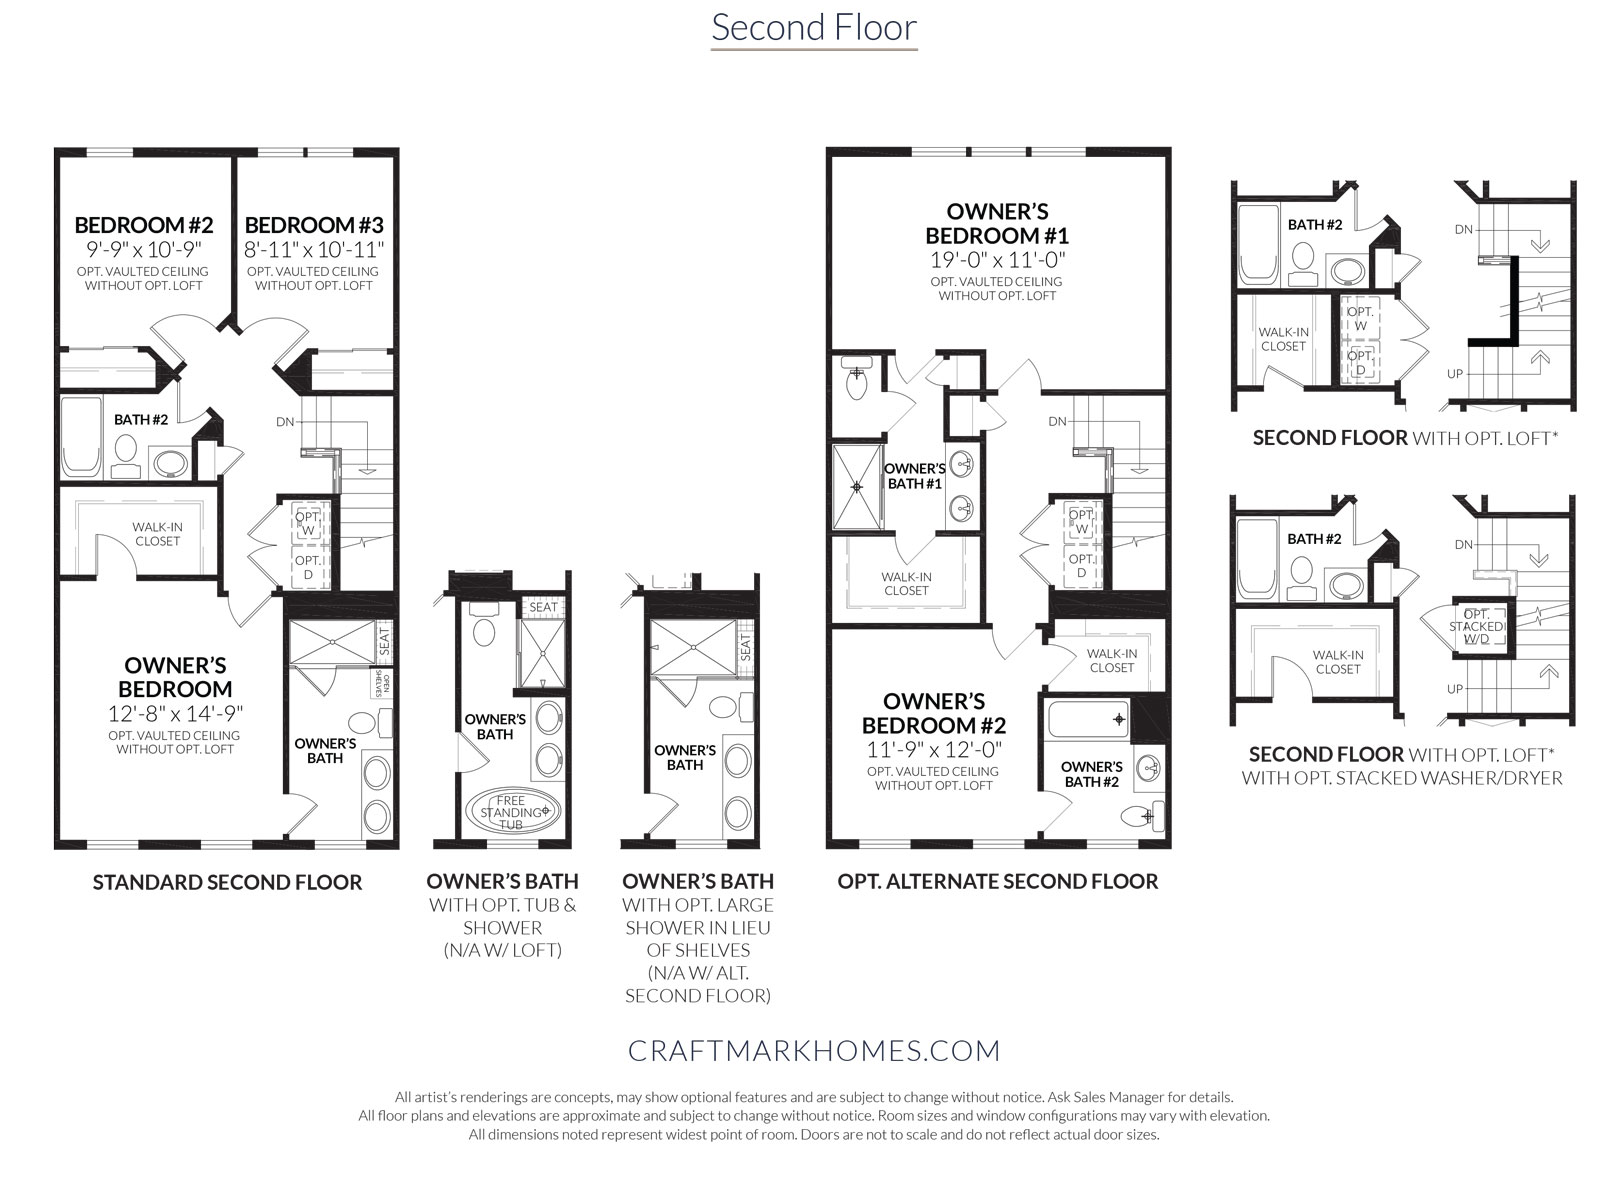 Second Floor
BEDROOM #2
9'-9" x 10'-9"
OPT. VAULTED CEILING
WITHOUT OPT. LOFT
BEDROOM #3
8'-11" x 10'-11"
OPT. VAULTED CEILING
WITHOUT OPT. LOFT
BATH #2
DN
WALK-IN
CLOSET
OPT.
W
OPT.
D
OWNER'S
BEDROOM
12'-8" x 14'-9"
OPT. VAULTED CEILING
WITHOUT OPT. LOFT
SEAT
OPEN
SHELVES
OWNER'S
BATH
STANDARD SECOND FLOOR
SEAT
OWNER'S
BATH
FREE
STANDING
TUB
OWNER'S BATH
WITH OPT. TUB &
SHOWER
(N/A W/ LOFT)
SEAT
OWNER'S
BATH
OWNER'S BATH
WITH OPT. LARGE
SHOWER IN LIEU
OF SHELVES
(N/A W/ ALT.
SECOND FLOOR)
OWNER'S
BEDROOM #1
19'-0" x 11'-0"
OPT. VAULTED CEILING
WITHOUT OPT. LOFT
DN
OWNER'S
BATH #1
OPT.
W
OPT.
D
WALK-IN
CLOSET
WALK-IN
CLOSET
OWNER'S
BEDROOM #2
11'-9" x 12'-0"
OPT. VAULTED CEILING
WITHOUT OPT. LOFT
OWNER'S
BATH #2
OPT. ALTERNATE SECOND FLOOR
BATH #2
DN
WALK-IN
CLOSET
OPT.
W
OPT.
D
UP
SECOND FLOOR WITH OPT. LOFT*
BATH #2
DN
OPT.
STACKED
W/D
WALK-IN
CLOSET
UP
SECOND FLOOR WITH OPT. LOFT*
WITH OPT. STACKED WASHER/DRYER
CRAFTMARKHOMES.COM
All artist's renderings are concepts, may show optional features and are subject to change without notice. Ask Sales Manager for details.
All floor plans and elevations are approximate and subject to change without notice. Room sizes and window configurations may vary with elevation.
All dimensions noted represent widest point of room. Doors are not to scale and do not reflect actual door sizes.